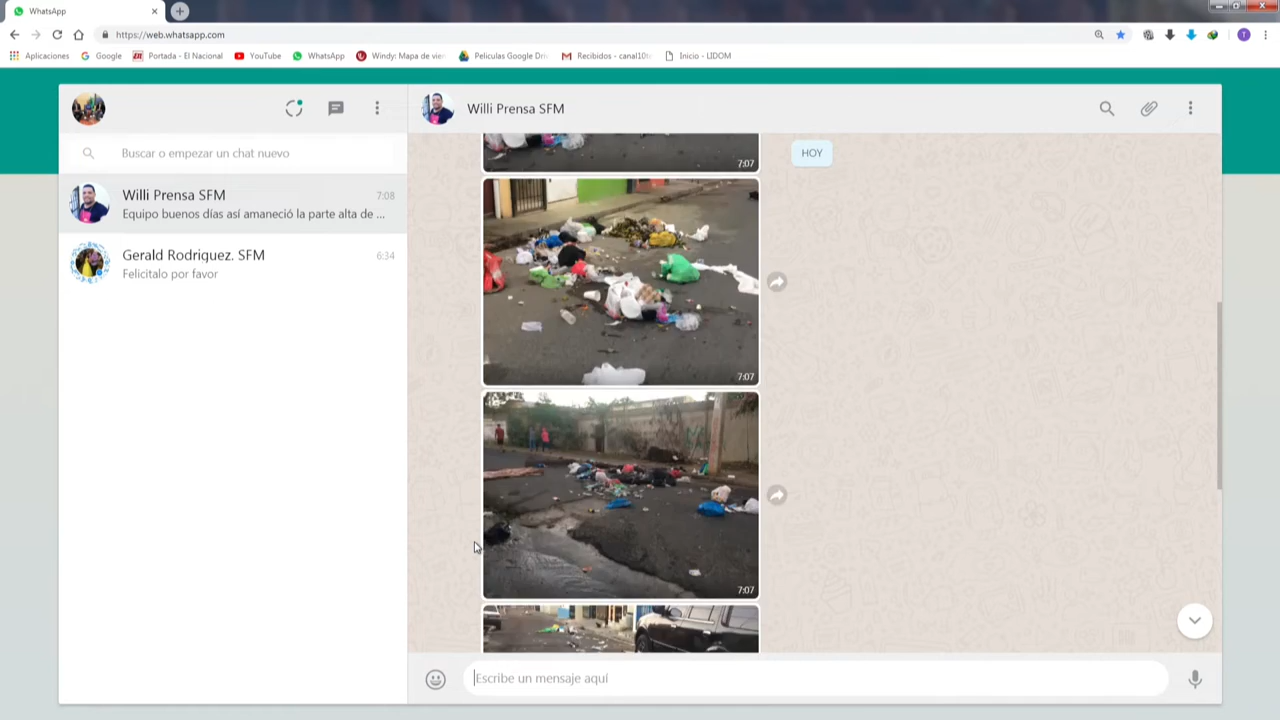 WhatsApp
https://web.whatsapp.com
Aplicaciones
Google
Portada - El Nacional
YouTube
WhatsApp
Windy: Mapa de vien
Peliculas Google Dri
Recibidos - canal10t
Inicio - LIDOM
T
Willi Prensa SFM
Buscar o empezar un chat nuevo
HOY
7:07
Willi Prensa SFM
7:08
Equipo buenos días así amaneció la parte alta de ...
Gerald Rodriguez. SFM
6:34
Felicitalo por favor
7:07
7:07
Escribe un mensaje aquí